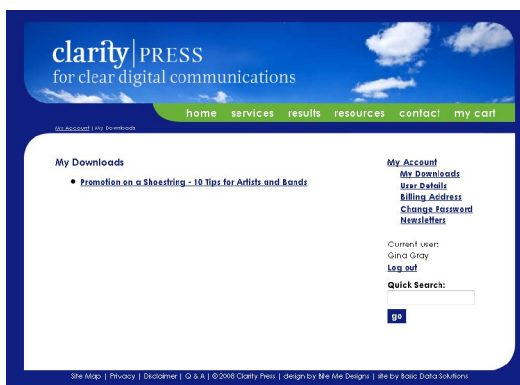 clarity|PRESS
for clear digital communications
home services results resources contact my cart
My Account | My Downloads
My Downloads
• Promotion on a Shoestring - 10 Tips for Artists and Bands
My Account
My Downloads
User Details
Billing Address
Change Password
Newsletters
Current user:
Gina Gray
Log out
Quick Search:
go
Site Map | Privacy | Disclaimer | Q & A | © 2008 Clarity Press | design by Bite Me Designs | site by Basic Data Solutions